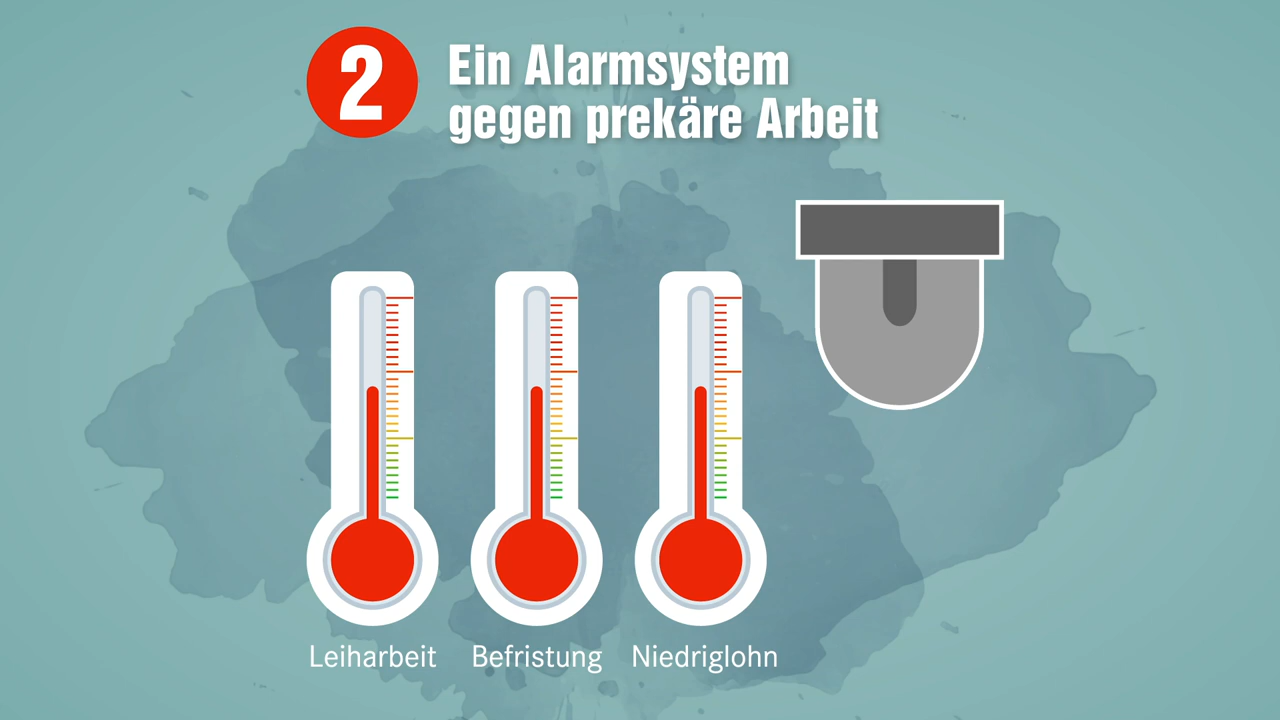 2
Ein Alarmsystem
gegen prekäre Arbeit
Leiharbeit
Befristung
Niedriglohn